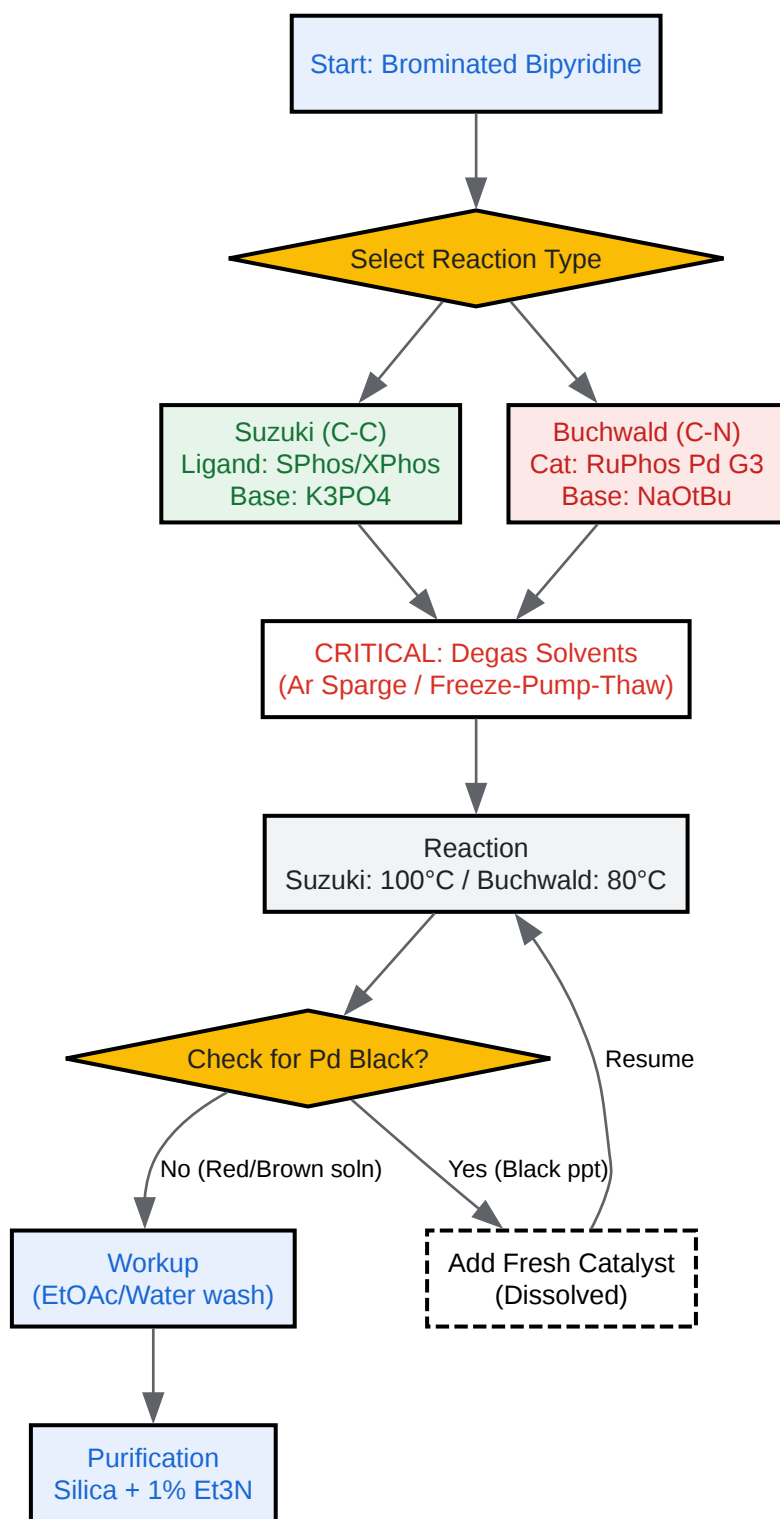 Start: Brominated Bipyridine
Select Reaction Type
Suzuki (C-C)
Ligand: SPhos/XPhos
Base: K3PO4
Buchwald (C-N)
Cat: RuPhos Pd G3
Base: NaOtBu
CRITICAL: Degas Solvents
(Ar Sparge / Freeze-Pump-Thaw)
Reaction
Suzuki: 100°C / Buchwald: 80°C
Check for Pd Black?
Resume
No (Red/Brown soln)
Yes (Black ppt)
Workup
(EtOAc/Water wash)
Add Fresh Catalyst
(Dissolved)
Purification
Silica + 1% Et3N